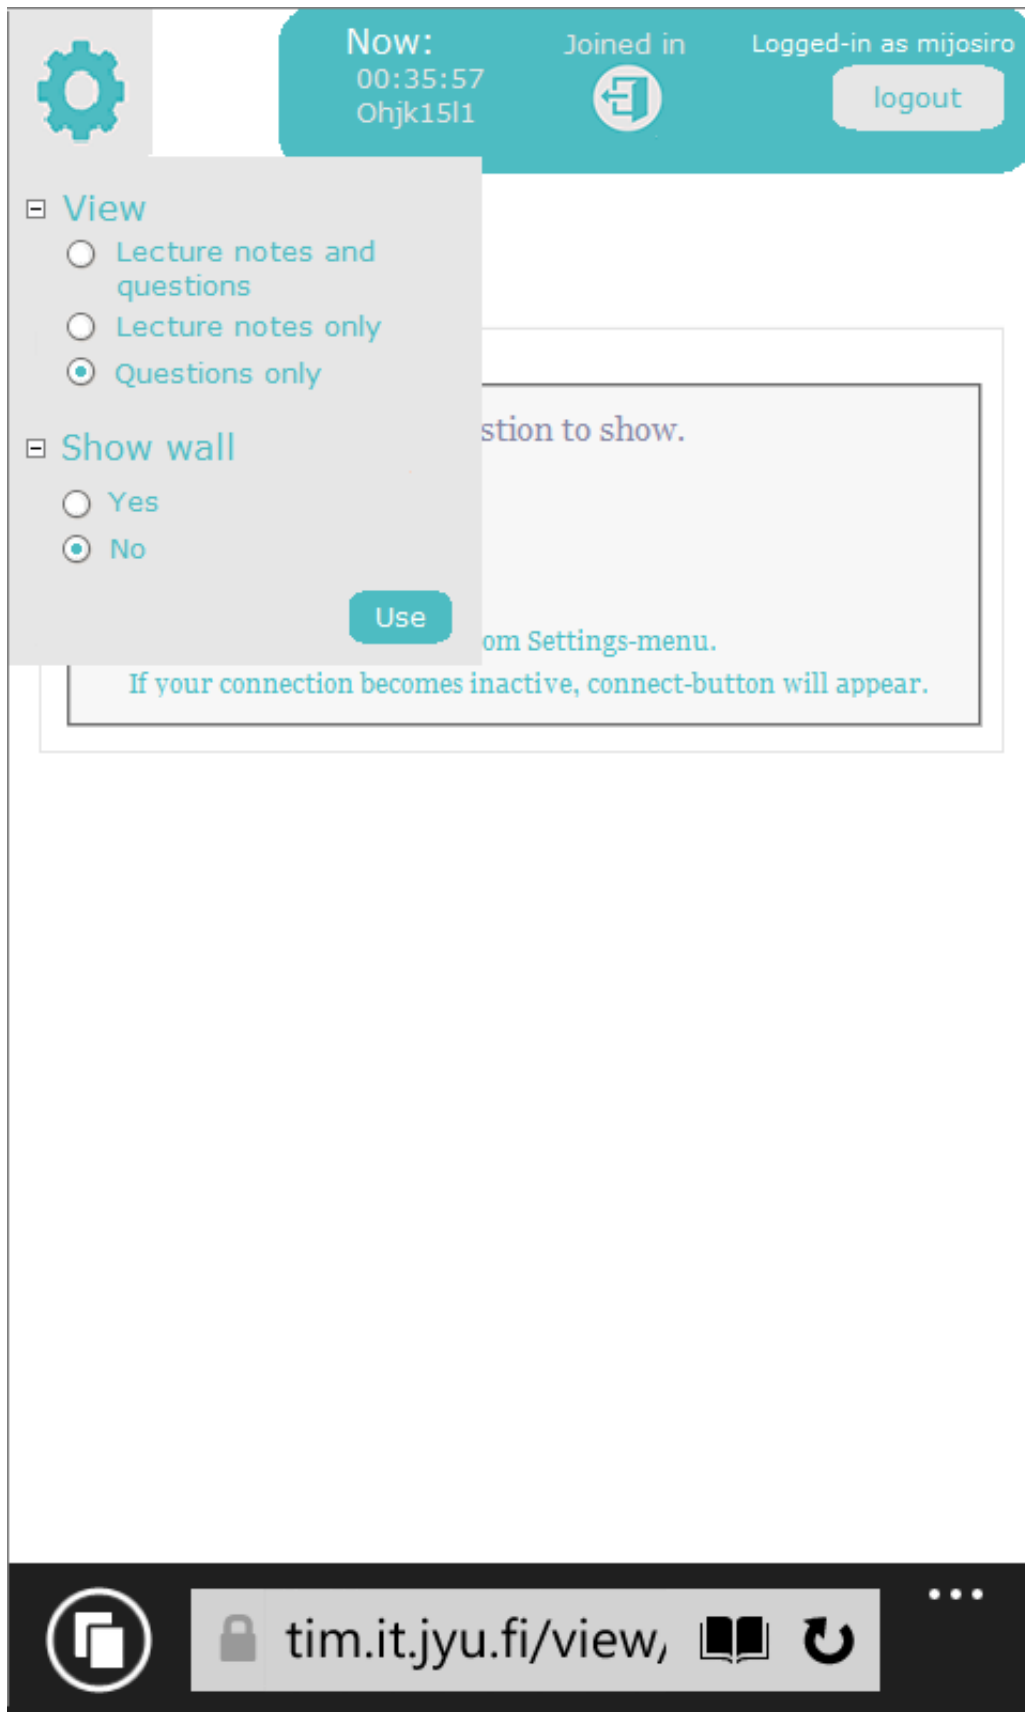 Now:
00:35:57
Ohjk15l1
Joined in
Logged-in as mijosiro
logout
View
Lecture notes and
questions
Lecture notes only
Questions only
Show wall
Yes
No
Use
stion to show.
om Settings-menu.
If your connection becomes inactive, connect-button will appear.
tim.it.jyu.fi/view,